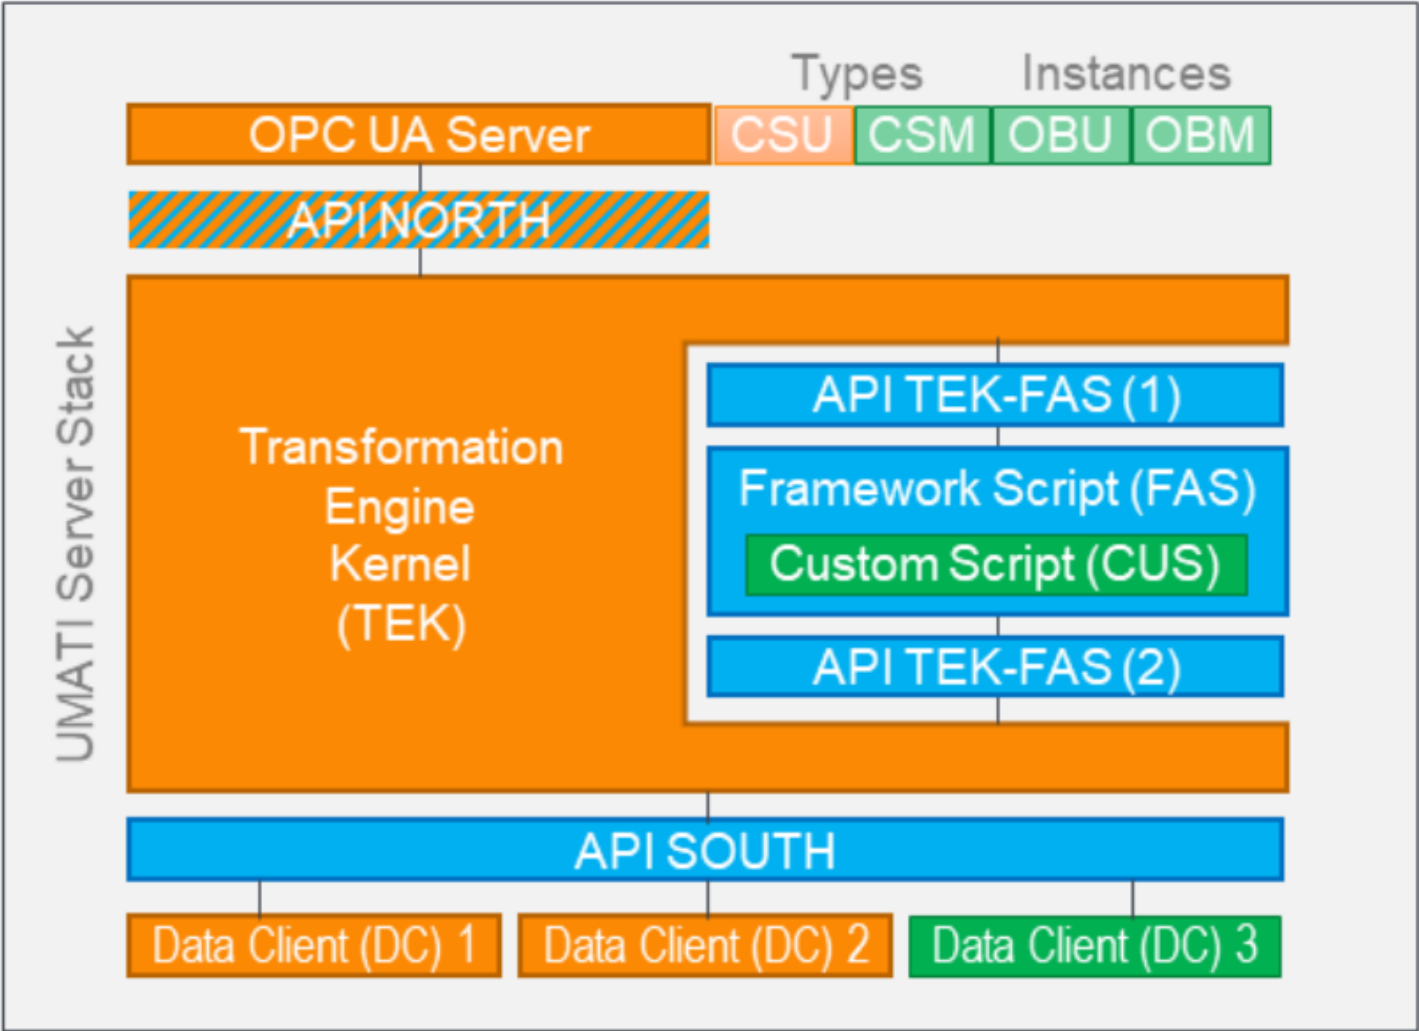 Types Instances
OPC UA Server CSU CSM OBU OBM
API NORTH
UMATI Server Stack
Transformation
Engine
Kernel
(TEK)
API TEK-FAS (1)
Framework Script (FAS)
Custom Script (CUS)
API TEK-FAS (2)
API SOUTH
Data Client (DC) 1 Data Client (DC) 2 Data Client (DC) 3